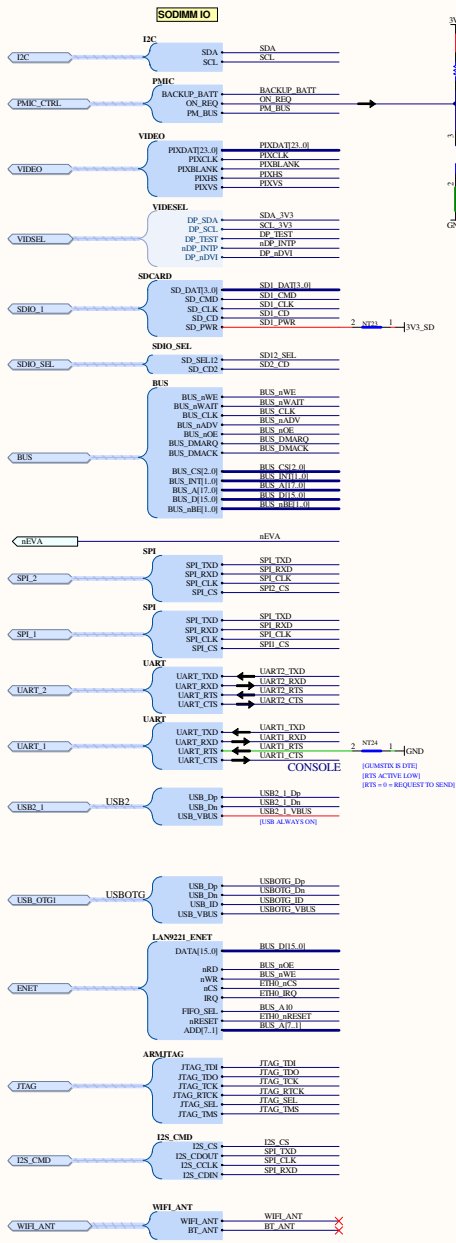 SODIMM IO
I2C
I2C
SDA SDA
SCL SCL
PMIC
PMIC_CTRL
BACKUP_BATT BACKUP_BATT
ON_REQ ON_REQ
PM_BUS PM_BUS
VIDEO
VIDEO
PIXDAT[23..0] PIXDAT[23..0]
PIXCLK PIXCLK
PIXBLANK PIXBLANK
PIXHS PIXHS
PIXVS PIXVS
VIDESEL
VIDSEL
DP_SDA SDA_3V3
DP_SCL SCL_3V3
DP_TEST DP_TEST
nDP_INTP nDP_INTP
DP_nDVI DP_nDVI
SDCARD
SDIO_1
SD_DAT[3..0] SD1_DAT[3..0]
SD_CMD SD1_CMD
SD_CLK SD1_CLK
SD_CD SD1_CD
SD_PWR SD1_PWR 2 NT23 1 3V3_SD
SDIO_SEL
SDIO_SEL
SD_SEL12 SD12_SEL
SD_CD2 SD2_CD
BUS
BUS
BUS_nWE BUS_nWE
BUS_nWAIT BUS_nWAIT
BUS_CLK BUS_CLK
BUS_nADV BUS_nADV
BUS_nOE BUS_nOE
BUS_DMARQ BUS_DMARQ
BUS_DMACK BUS_DMACK
BUS_CS[2..0] BUS_CS[2..0]
BUS_INT[1..0] BUS_INT[1..0]
BUS_A[17..0] BUS_A[17..0]
BUS_D[15..0] BUS_D[15..0]
BUS_nBE[1..0] BUS_nBE[1..0]
nEVA nEVA
SPI
SPI_2
SPI_TXD SPI_TXD
SPI_RXD SPI_RXD
SPI_CLK SPI_CLK
SPI_CS SPI2_CS
SPI
SPI_1
SPI_TXD SPI_TXD
SPI_RXD SPI_RXD
SPI_CLK SPI_CLK
SPI_CS SPI1_CS
UART
UART_2
UART_TXD UART2_TXD
UART_RXD UART2_RXD
UART_RTS UART2_RTS
UART_CTS UART2_CTS
UART
UART_1
UART_TXD UART1_TXD
UART_RXD UART1_RXD
UART_RTS UART1_RTS 2 NT24 1 GND
UART_CTS UART1_CTS
CONSOLE
[GUMSTIX IS DTE]
[RTS ACTIVE LOW]
[RTS = 0 = REQUEST TO SEND]
USB2_1 USB2
USB_Dp USB2_1_Dp
USB_Dn USB2_1_Dn
USB_VBUS USB2_1_VBUS
[USB ALWAYS ON]
USB_OTG1 USBOTG
USB_Dp USBOTG_Dp
USB_Dn USBOTG_Dn
USB_ID USBOTG_ID
USB_VBUS USBOTG_VBUS
LAN9221_ENET
ENET
DATA[15..0] BUS_D[15..0]
nRD BUS_nOE
nWR BUS_nWE
nCS ETH0_nCS
IRQ ETH0_IRQ
FIFO_SEL BUS_A10
nRESET ETH0_nRESET
ADD[7..1] BUS_A[7..1]
ARMJTAG
JTAG
JTAG_TDI JTAG_TDI
JTAG_TDO JTAG_TDO
JTAG_TCK JTAG_TCK
JTAG_RTCK JTAG_RTCK
JTAG_SEL JTAG_SEL
JTAG_TMS JTAG_TMS
I2S_CMD
I2S_CMD
I2S_CS I2S_CS
I2S_CDOUT SPI_TXD
I2S_CCLK SPI_CLK
I2S_CDIN SPI_RXD
WIFI_ANT
WIFI_ANT
WIFI_ANT WIFI_ANT
BT_ANT BT_ANT
3
2